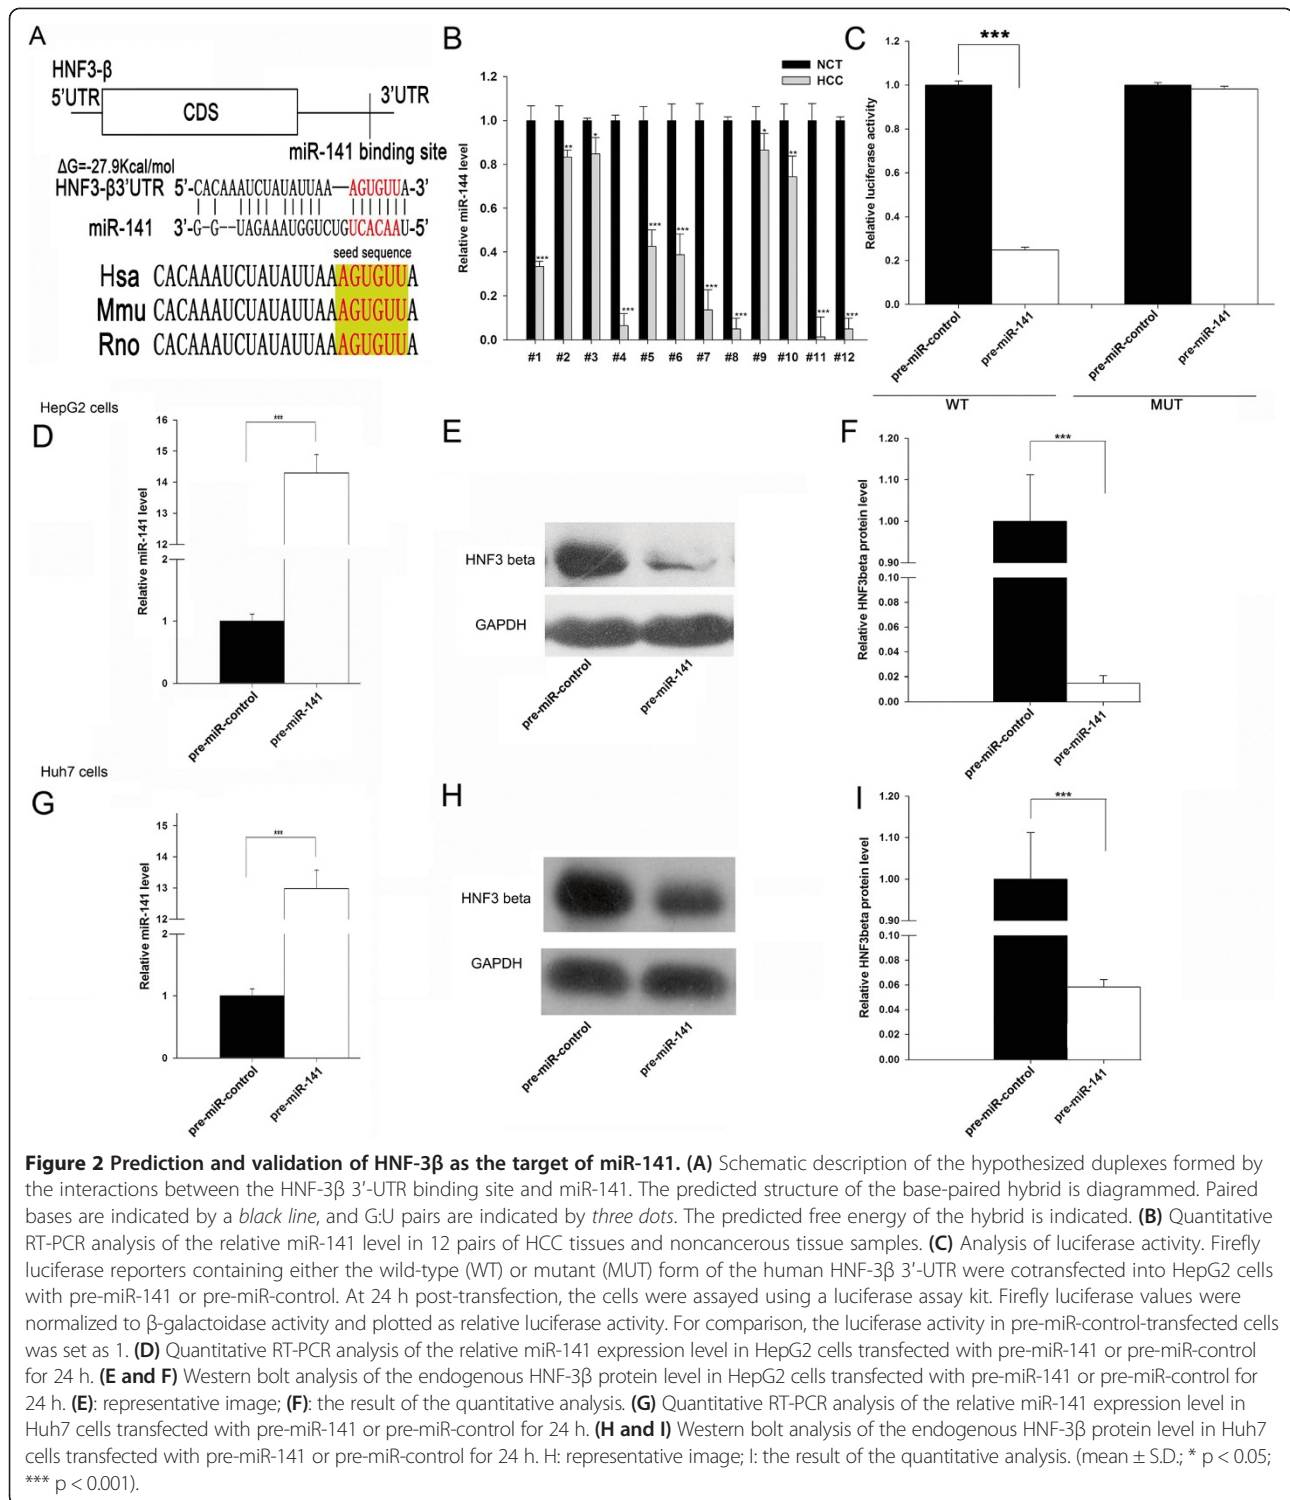 A
HNF3-β
5'UTR
CDS
3'UTR
miR-141 binding site
ΔG=-27.9Kcal/mol
HNF3-β3'UTR 5'-CACAAAUCUAUAUUAA—AGUGUUA-3'
miR-141 3'-G-G--UAGAAAUGGUCUGUCACAAU-5'
seed sequence
Hsa CACAAAUCUAUAUUAAAGUGUUA
Mmu CACAAAUCUAUAUUAAAGUGUUA
Rno CACAAAUCUAUAUUAAAGUGUUA
B
NCT
HCC
Relative miR-144 level
1.2
1.0
0.8
0.6
0.4
0.2
0.0
***
**
*
***
***
***
***
***
*
**
***
***
#1 #2 #3 #4 #5 #6 #7 #8 #9 #10 #11 #12
C
***
Relative luciferase activity
1.2
1.0
0.8
0.6
0.4
0.2
0.0
pre-miR-control
pre-miR-141
pre-miR-control
pre-miR-141
WT
MUT
HepG2 cells
D
***
Relative miR-141 level
16
15
14
13
12
2
1
0
pre-miR-control
pre-miR-141
E
HNF3 beta
GAPDH
pre-miR-control
pre-miR-141
F
***
Relative HNF3beta protein level
1.20
1.10
1.00
0.90
0.10
0.08
0.06
0.04
0.02
0.00
pre-miR-control
pre-miR-141
Huh7 cells
G
***
Relative miR-141 level
15
14
13
12
2
1
0
pre-miR-control
pre-miR-141
H
HNF3 beta
GAPDH
pre-miR-control
pre-miR-141
I
***
Relative HNF3beta protein level
1.20
1.10
1.00
0.90
0.10
0.08
0.06
0.04
0.02
0.00
pre-miR-control
pre-miR-141
Figure 2 Prediction and validation of HNF-3β as the target of miR-141. (A) Schematic description of the hypothesized duplexes formed by
the interactions between the HNF-3β 3′-UTR binding site and miR-141. The predicted structure of the base-paired hybrid is diagrammed. Paired
bases are indicated by a black line, and G:U pairs are indicated by three dots. The predicted free energy of the hybrid is indicated. (B) Quantitative
RT-PCR analysis of the relative miR-141 level in 12 pairs of HCC tissues and noncancerous tissue samples. (C) Analysis of luciferase activity. Firefly
luciferase reporters containing either the wild-type (WT) or mutant (MUT) form of the human HNF-3β 3′-UTR were cotransfected into HepG2 cells
with pre-miR-141 or pre-miR-control. At 24 h post-transfection, the cells were assayed using a luciferase assay kit. Firefly luciferase values were
normalized to β-galactoidase activity and plotted as relative luciferase activity. For comparison, the luciferase activity in pre-miR-control-transfected cells
was set as 1. (D) Quantitative RT-PCR analysis of the relative miR-141 expression level in HepG2 cells transfected with pre-miR-141 or pre-miR-control
for 24 h. (E and F) Western bolt analysis of the endogenous HNF-3β protein level in HepG2 cells transfected with pre-miR-141 or pre-miR-control for
24 h. (E): representative image; (F): the result of the quantitative analysis. (G) Quantitative RT-PCR analysis of the relative miR-141 expression level in
Huh7 cells transfected with pre-miR-141 or pre-miR-control for 24 h. (H and I) Western bolt analysis of the endogenous HNF-3β protein level in Huh7
cells transfected with pre-miR-141 or pre-miR-control for 24 h. H: representative image; I: the result of the quantitative analysis. (mean ± S.D.; * p < 0.05;
*** p < 0.001).